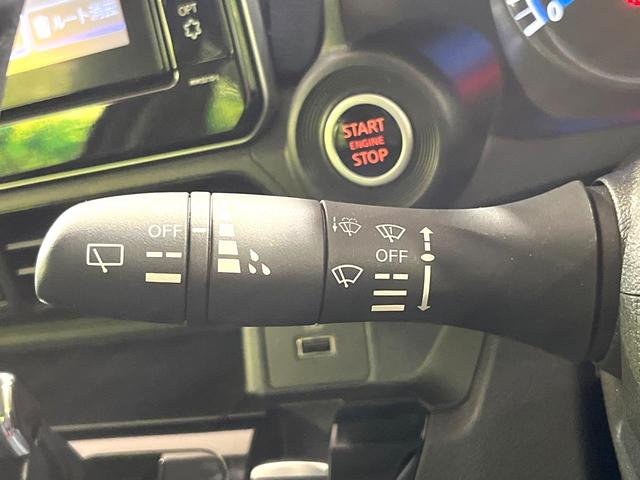 ルート消去
OPT
START
ENGINE
STOP
OFF
OFF